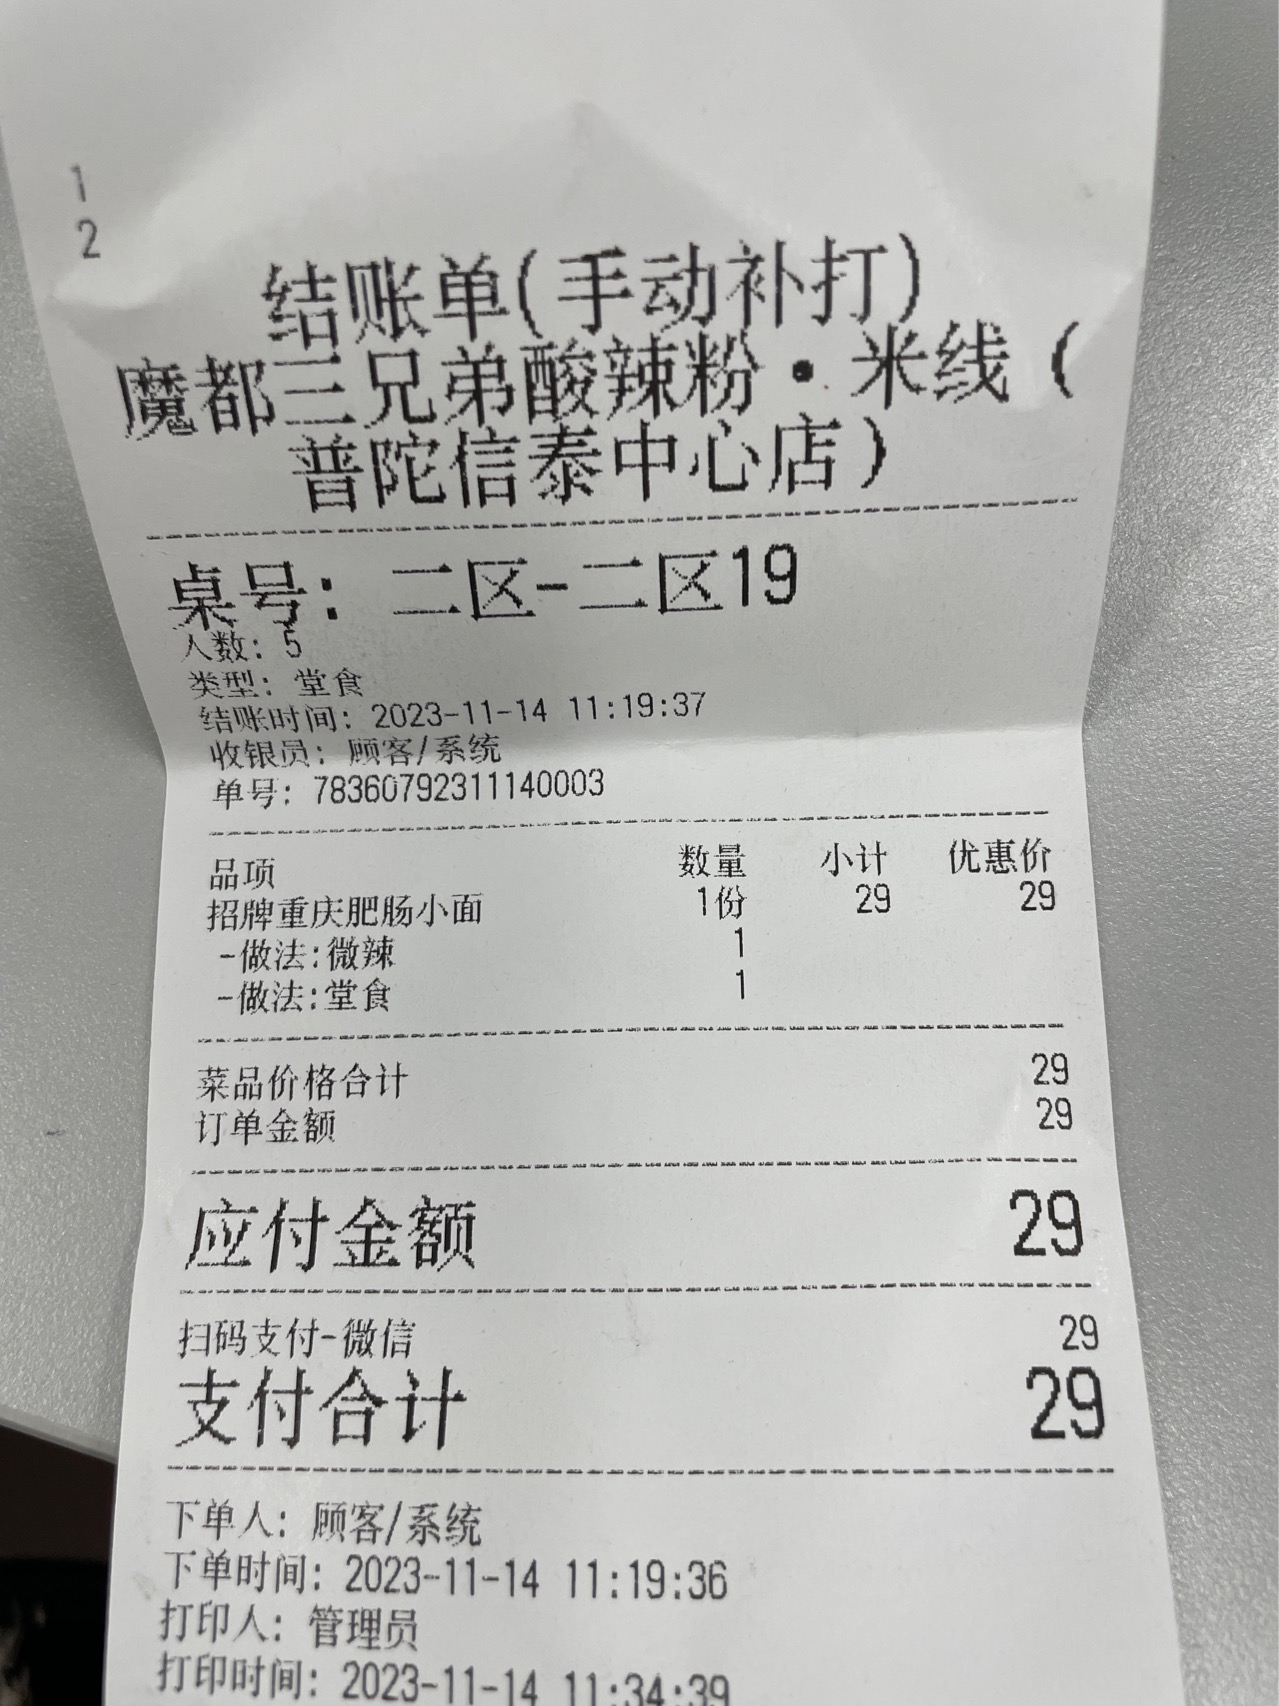 1
2
结账单(手动补打)
魔都三兄弟酸辣粉·米线(
普陀信泰中心店)
桌号: 二区-二区19
人数: 5
类型: 堂食
结账时间: 2023-11-14 11:19:37
收银员: 顾客/系统
单号: 78360792311140003
品项 数量 小计 优惠价
招牌重庆肥肠小面 1份 29 29
-做法:微辣 1
-做法:堂食 1
菜品价格合计 29
订单金额 29
应付金额 29
扫码支付-微信 29
支付合计 29
下单人: 顾客/系统
下单时间: 2023-11-14 11:19:36
打印人: 管理员
打印时间: 2023-11-14 11:34:39